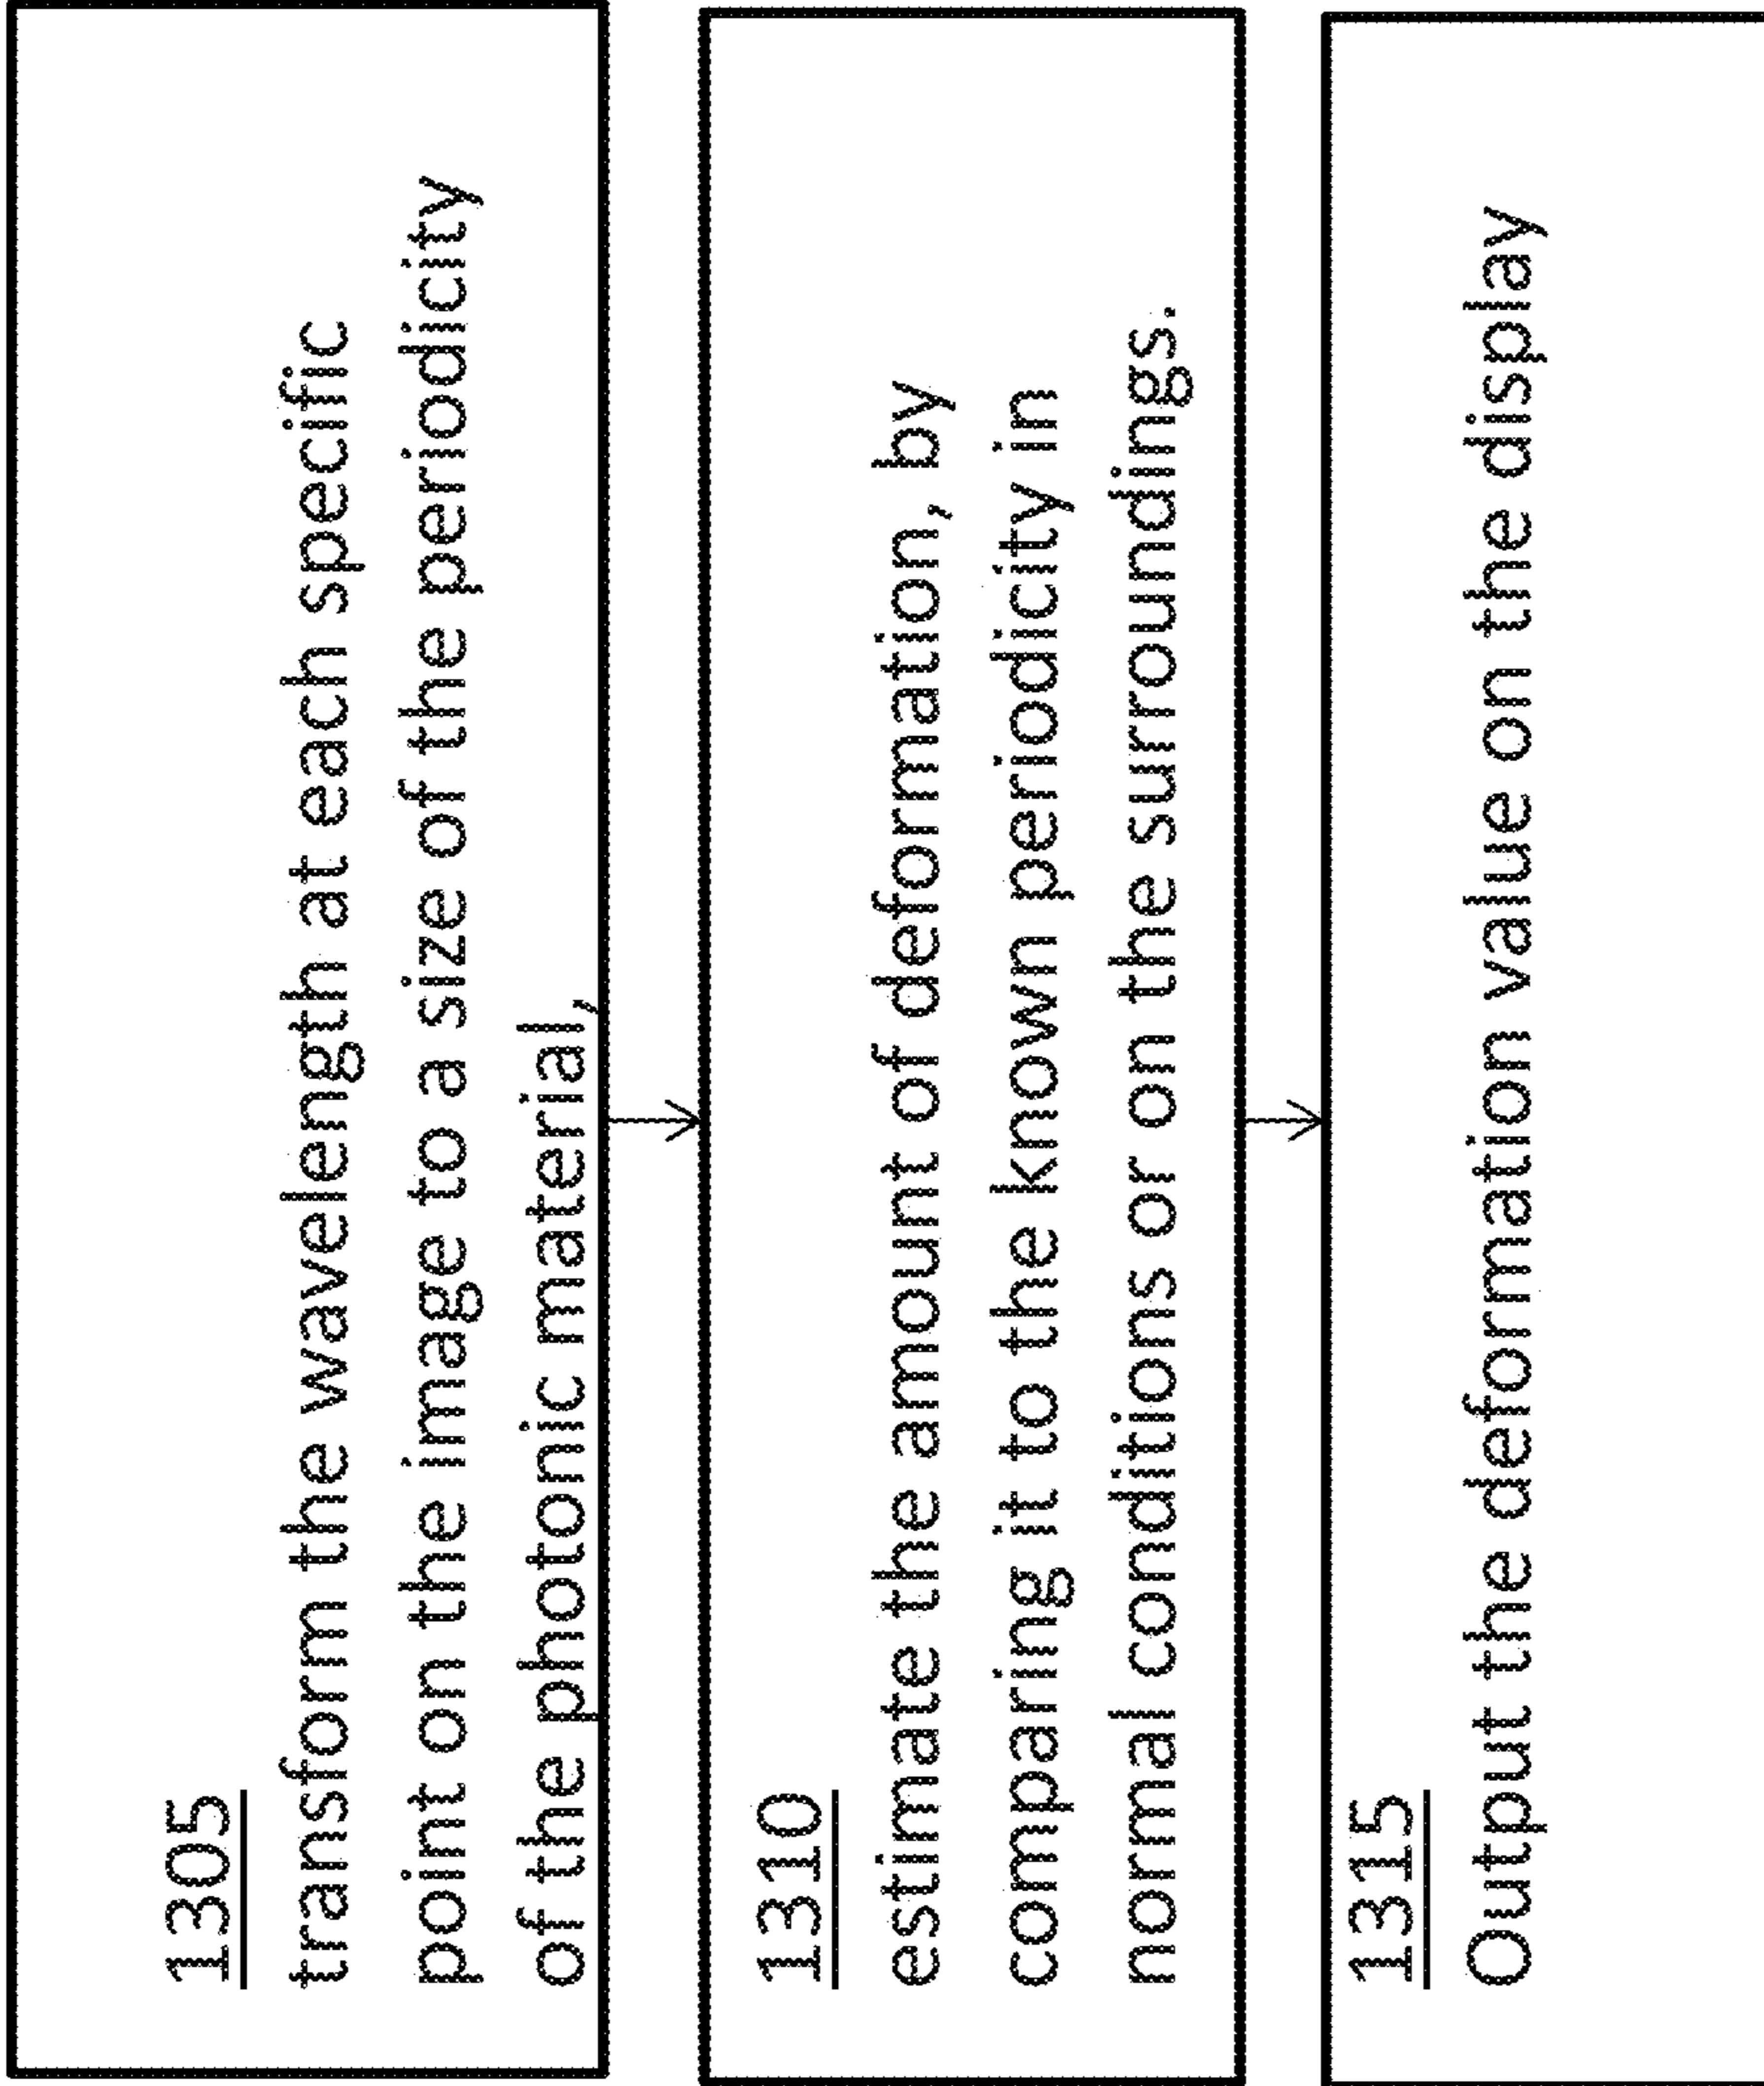 1305
transform the wavelength at each specific
point on the image to a size of the periodicity
of the photonic material,
1310
estimate the amount of deformation, by
comparing it to the known periodicity in
normal conditions or on the surroundings.
1315
Output the deformation value on the display